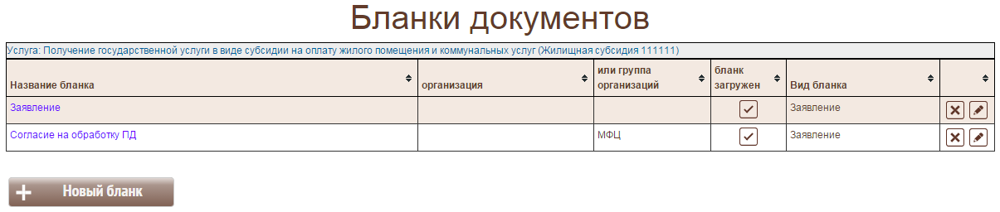 Бланки документов
Услуга: Получение государственной услуги в виде субсидии на оплату жилого помещения и коммунальных услуг (Жилищная субсидия 111111)
Название бланка организация или группа организаций бланк загружен Вид бланка
Заявление Заявление
Согласие на обработку ПД МФЦ Заявление
Новый бланк